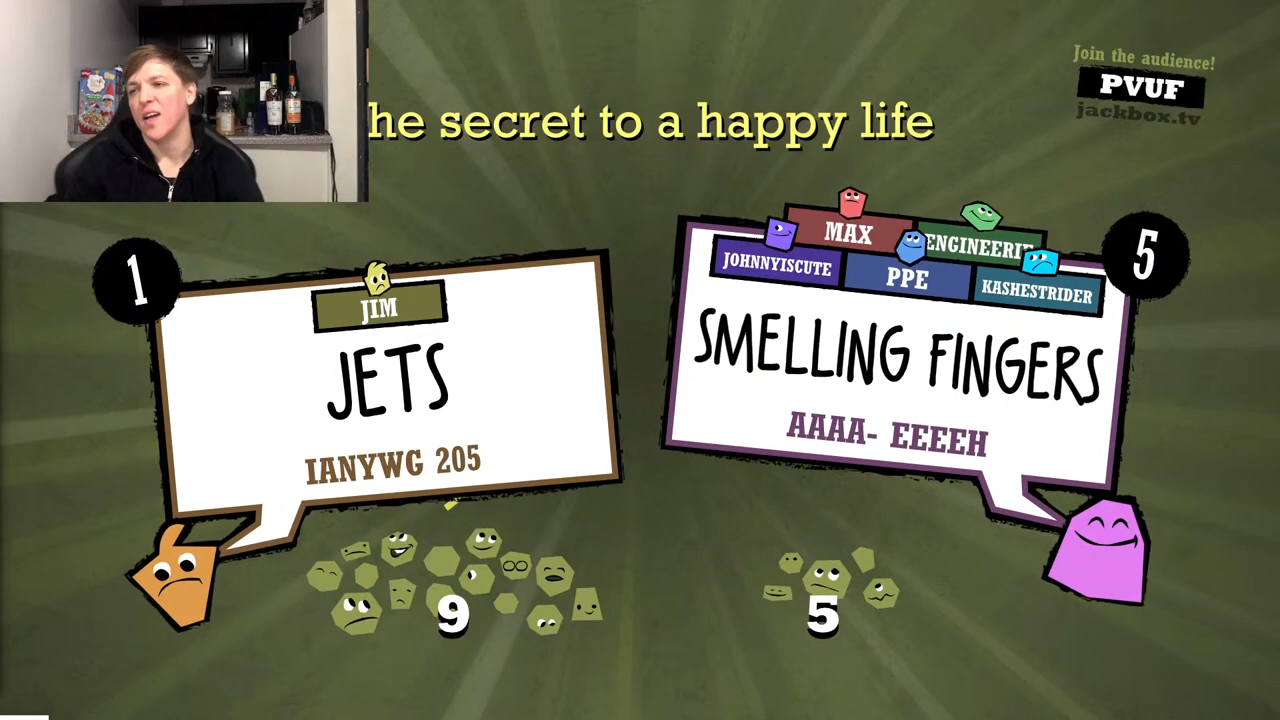 Join the audience!
PVUF
jackbox.tv
he secret to a happy life
1
JIM
JETS
IANYWG 205
9
MAX
ENGINEERIE
JOHNNYISCUTE
PPE
KASHESTRIDER
5
SMELLING FINGERS
AAAA- EEEEH
5